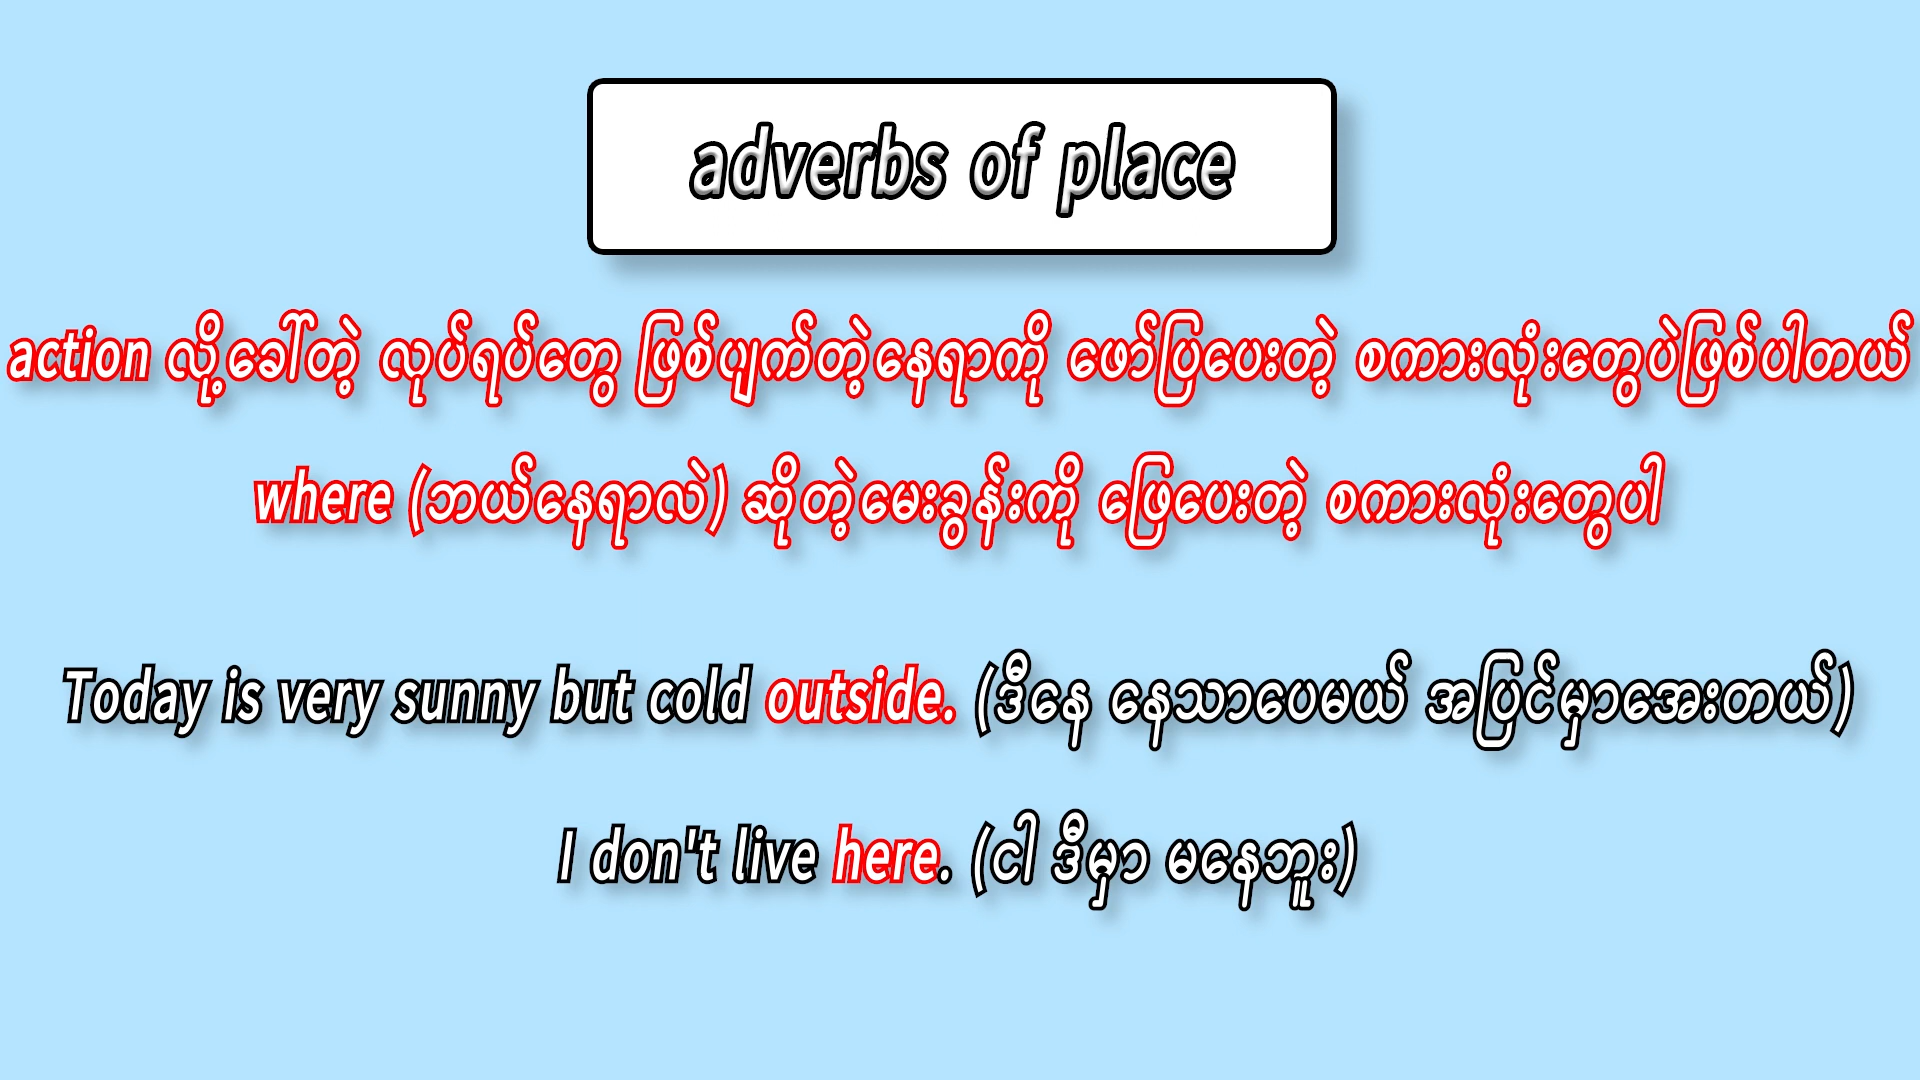 adverbs of place
action လို့ခေါ်တဲ့ လုပ်ရပ်တွေ ဖြစ်ပျက်တဲ့နေရာကို ဖော်ပြပေးတဲ့ စကားလုံးတွေပဲဖြစ်ပါတယ်
where (ဘယ်နေရာလဲ) ဆိုတဲ့မေးခွန်းကို ဖြေပေးတဲ့ စကားလုံးတွေပါ
Today is very sunny but cold outside. (ဒီနေ နေသာပေမယ် အပြင်မှာအေးတယ်)
I don't live here. (ငါ ဒီမှာ မနေဘူး)